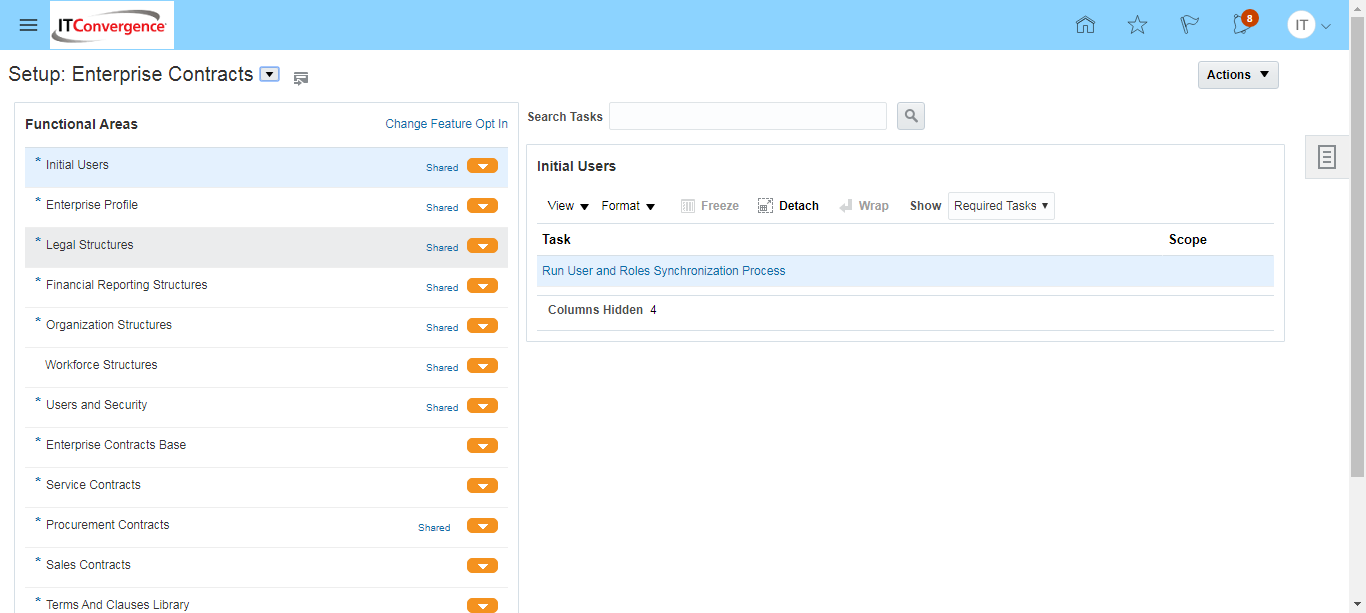 ITConvergence
8
IT
Setup: Enterprise Contracts
Actions
Functional Areas
Change Feature Opt In
* Initial Users Shared
* Enterprise Profile Shared
* Legal Structures Shared
* Financial Reporting Structures Shared
* Organization Structures Shared
Workforce Structures Shared
* Users and Security Shared
* Enterprise Contracts Base
* Service Contracts
* Procurement Contracts Shared
* Sales Contracts
* Terms And Clauses Library
Search Tasks
Initial Users
View Format Freeze Detach Wrap Show Required Tasks
Task Scope
Run User and Roles Synchronization Process
Columns Hidden 4